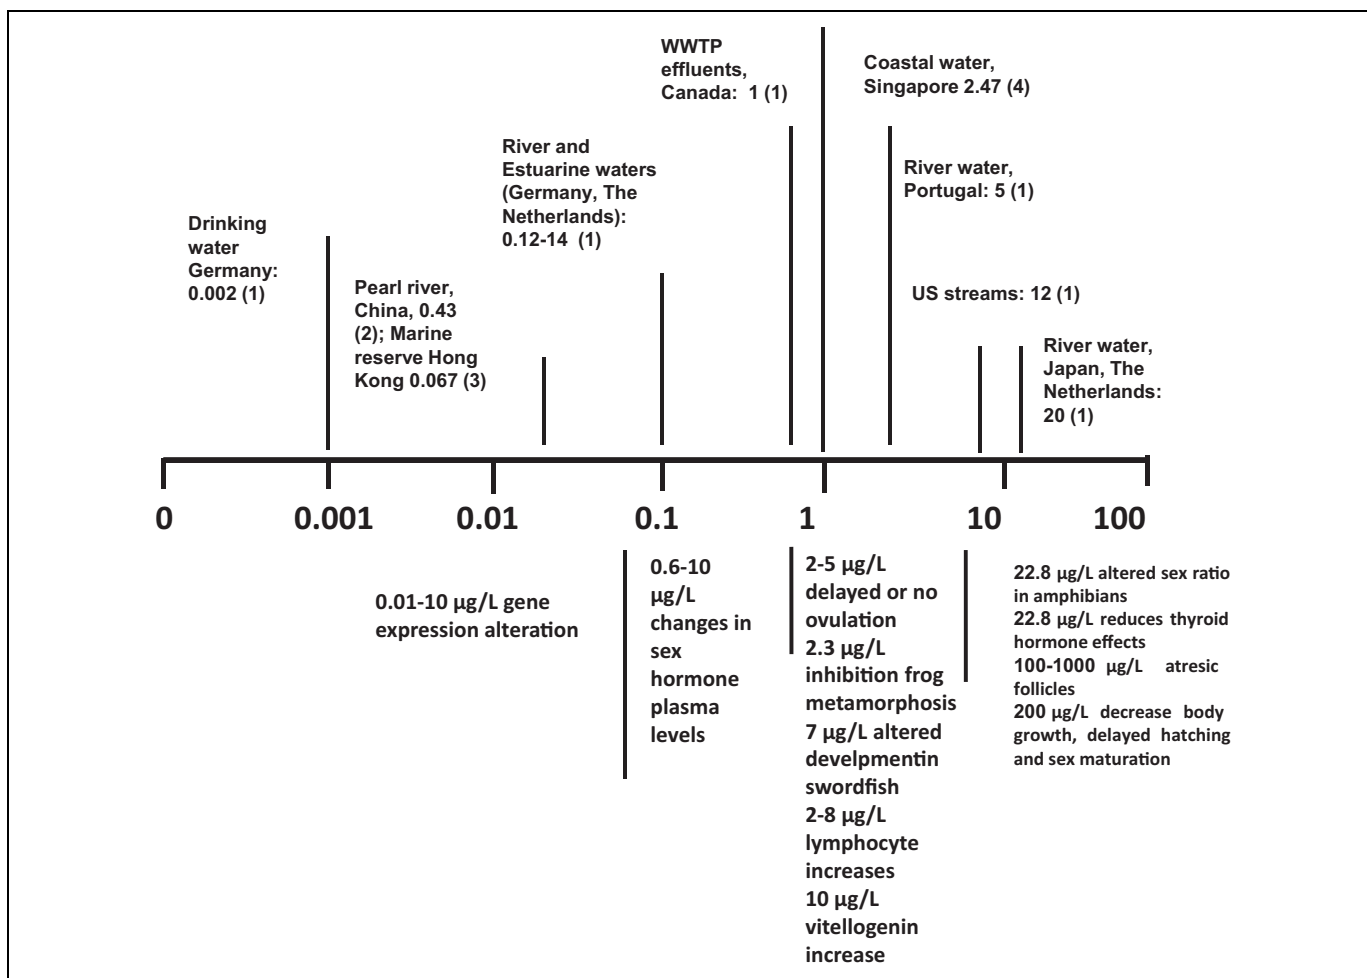 WWTP
effluents,
Canada: 1 (1)
Coastal water,
Singapore 2.47 (4)
River and
Estuarine waters
(Germany, The
Netherlands):
0.12-14 (1)
River water,
Portugal: 5 (1)
Drinking
water
Germany:
0.002 (1)
Pearl river,
China, 0.43
(2); Marine
reserve Hong
Kong 0.067 (3)
US streams: 12 (1)
River water,
Japan, The
Netherlands:
20 (1)
0 0.001 0.01 0.1 1 10 100
0.01-10 µg/L gene
expression alteration
0.6-10
µg/L
changes in
sex
hormone
plasma
levels
2-5 µg/L
delayed or no
ovulation
2.3 µg/L
inhibition frog
metamorphosis
7 µg/L altered
develpmentin
swordfish
2-8 µg/L
lymphocyte
increases
10 µg/L
vitellogenin
increase
22.8 µg/L altered sex ratio
in amphibians
22.8 µg/L reduces thyroid
hormone effects
100-1000 µg/L atresic
follicles
200 µg/L decrease body
growth, delayed hatching
and sex maturation